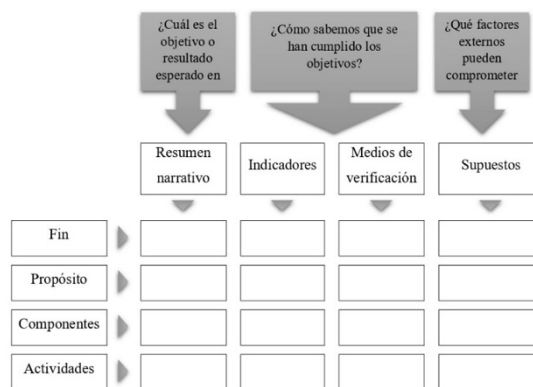 ¿Cuál es el
objetivo o
resultado
esperado en
¿Cómo sabemos que se
han cumplido los
objetivos?
¿Qué factores
externos
pueden
comprometer
Resumen
narrativo
Indicadores
Medios de
verificación
Supuestos
Fin
Propósito
Componentes
Actividades